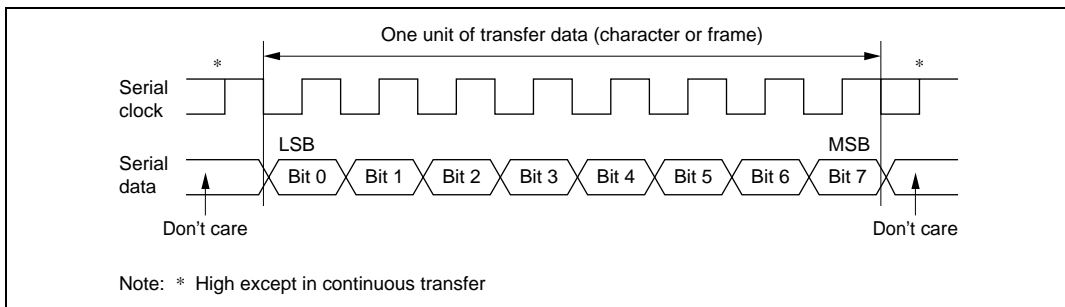 One unit of transfer data (character or frame)
* *
Serial
clock
LSB MSB
Serial
data
Bit 0 Bit 1 Bit 2 Bit 3 Bit 4 Bit 5 Bit 6 Bit 7
Don't care Don't care
Note: * High except in continuous transfer